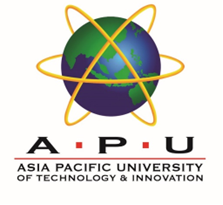 A·P·U
ASIA PACIFIC UNIVERSITY
OF TECHNOLOGY & INNOVATION